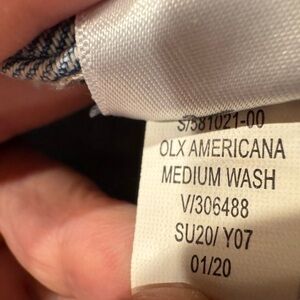 S/581021-00
OLX AMERICANA
MEDIUM WASH
V/306488
SU20/ Y07
01/20